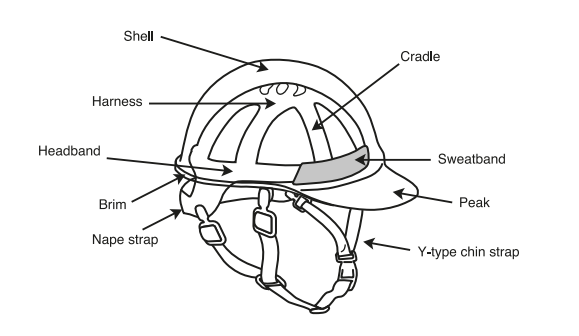 Shell
Cradle
Harness
Headband
Sweatband
Brim
Peak
Nape strap
Y-type chin strap